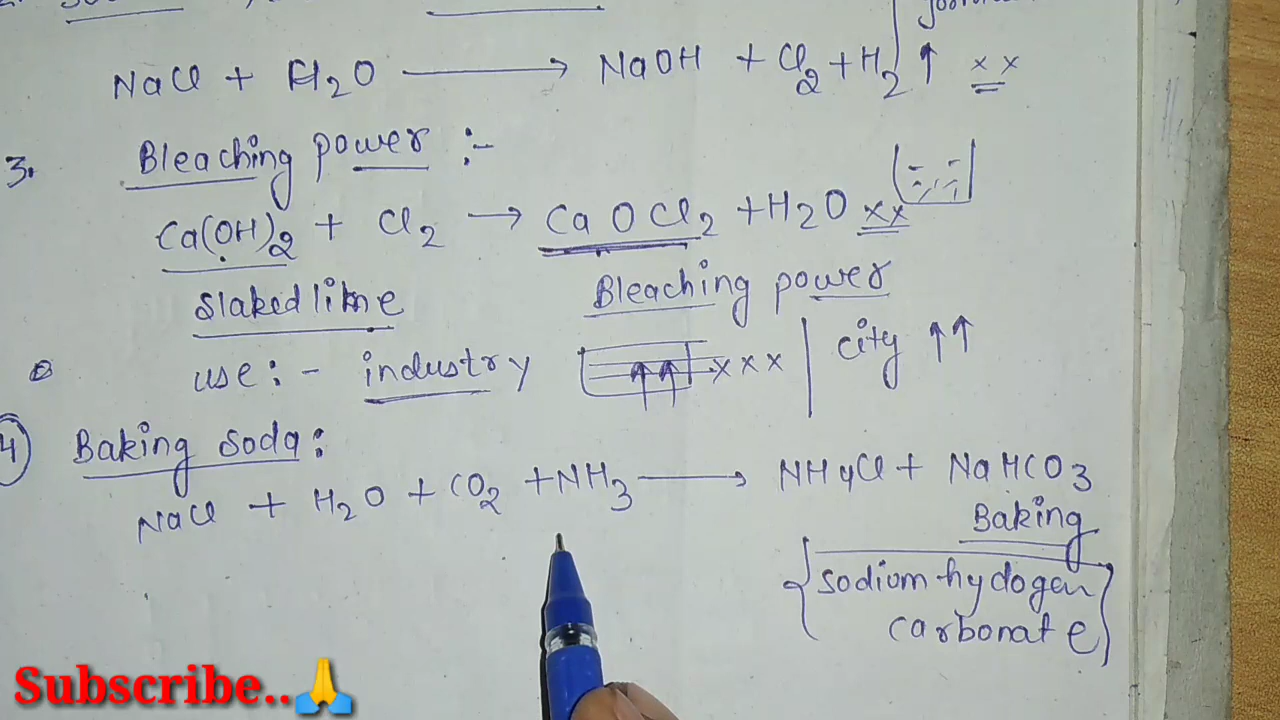 NaCl + H2O ⟶ NaOH + Cl2 + H2 ↑ xx
3. Bleaching power :-
Ca(OH)2 + Cl2 → CaOCl2 + H2O xx
slaked lime Bleaching power
use :- industry ↑↑ xxx city ↑↑
4 Baking soda :
NaCl + H2O + CO2 + NH3 ⟶ NH4Cl + NaHCO3
Baking
sodium hydogen
carbonate
Subscribe..🙏